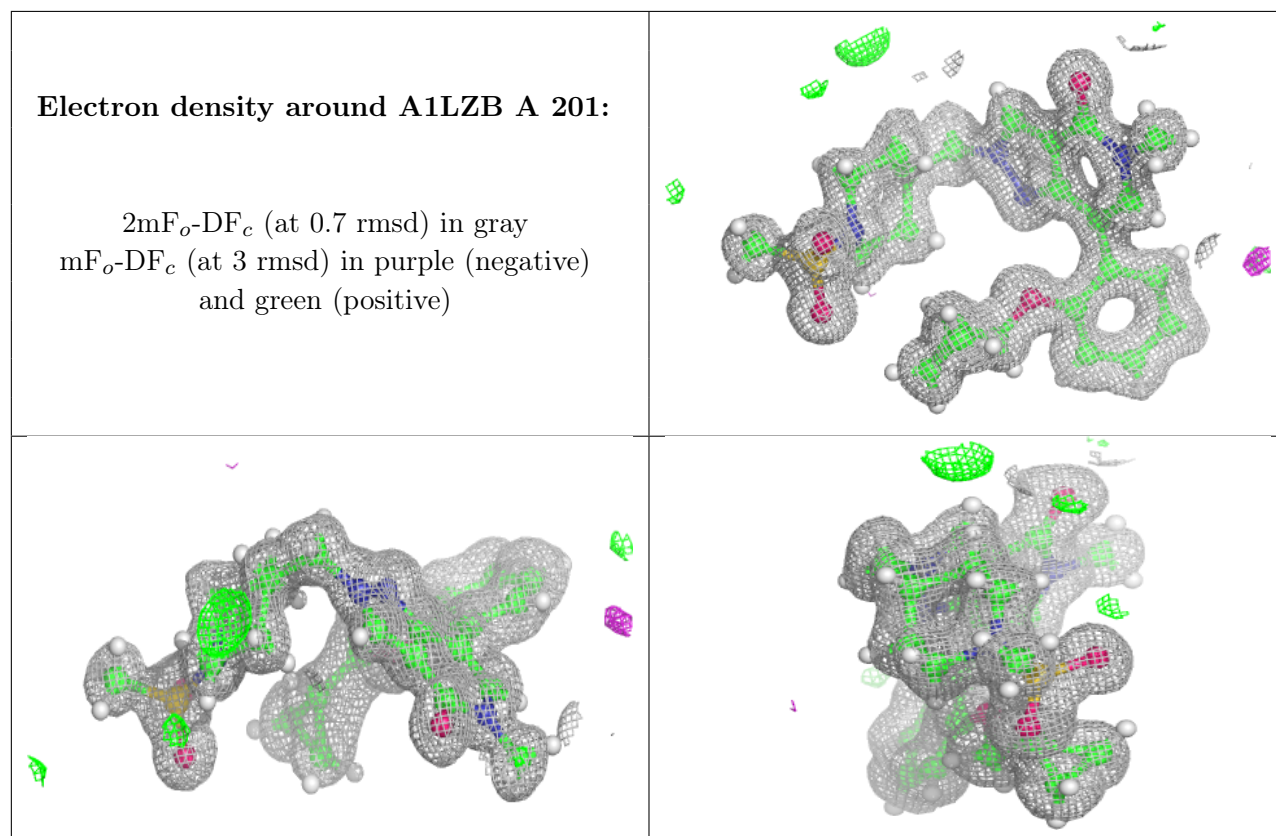 Electron density around A1LZB A 201:
2mFo-DFc (at 0.7 rmsd) in gray
mFo-DFc (at 3 rmsd) in purple (negative)
and green (positive)